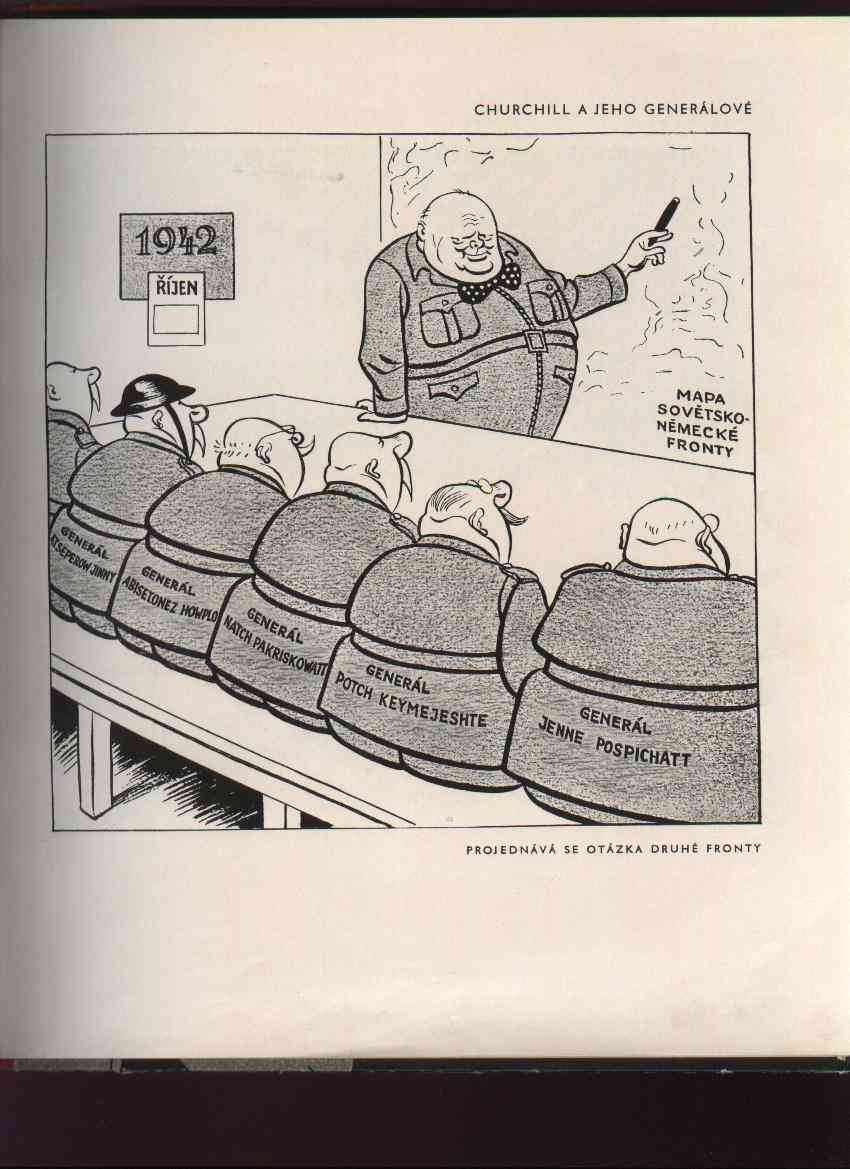 CHURCHILL A JEHO GENERÁLOVÉ
1942
ŘÍJEN
MAPA
SOVĚTSKO-
NĚMECKÉ
FRONTY
GENERÁL
GENERÁL
ABISETONEZ HOWPLO
GENERÁL
NATCH PAKRISKOWATI
GENERÁL
POTCH KEYMEJESHTE
GENERÁL
JENNE POSPICHATT
PROJEDNÁVÁ SE OTÁZKA DRUHÉ FRONTY